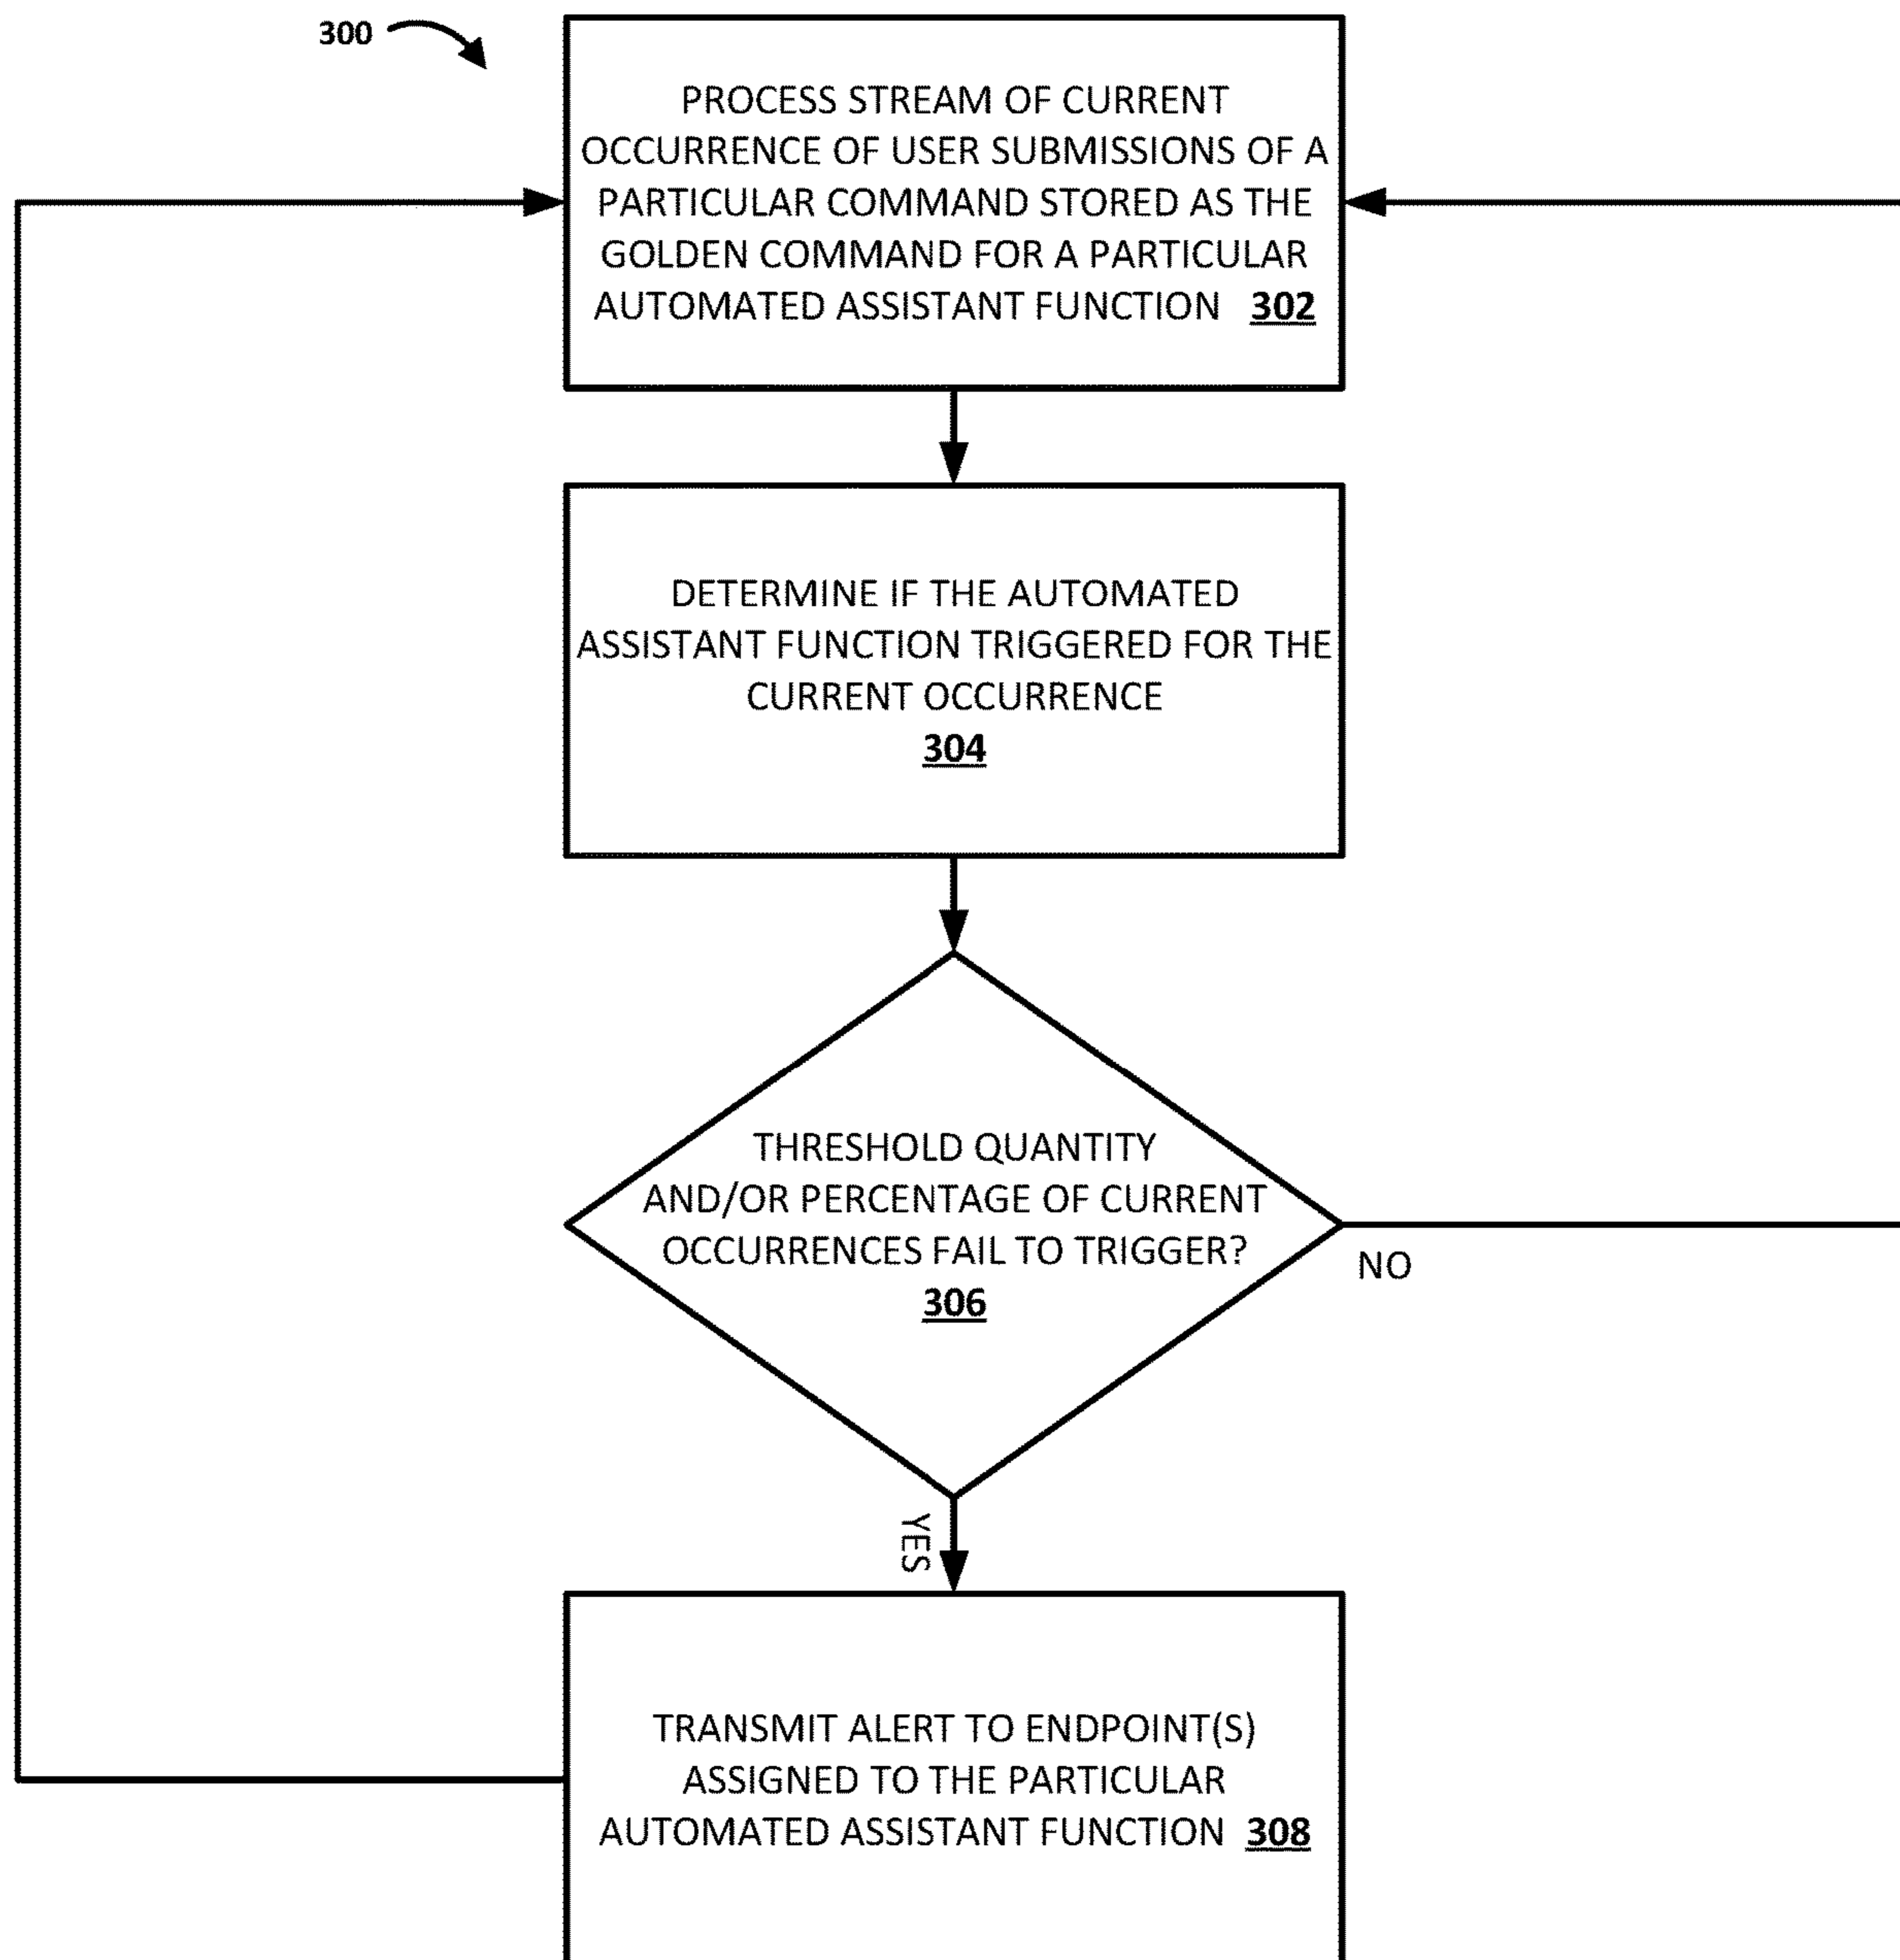 300
PROCESS STREAM OF CURRENT
OCCURRENCE OF USER SUBMISSIONS OF A
PARTICULAR COMMAND STORED AS THE
GOLDEN COMMAND FOR A PARTICULAR
AUTOMATED ASSISTANT FUNCTION 302
DETERMINE IF THE AUTOMATED
ASSISTANT FUNCTION TRIGGERED FOR THE
CURRENT OCCURRENCE
304
THRESHOLD QUANTITY
AND/OR PERCENTAGE OF CURRENT
OCCURRENCES FAIL TO TRIGGER?
306
NO
YES
TRANSMIT ALERT TO ENDPOINT(S)
ASSIGNED TO THE PARTICULAR
AUTOMATED ASSISTANT FUNCTION 308